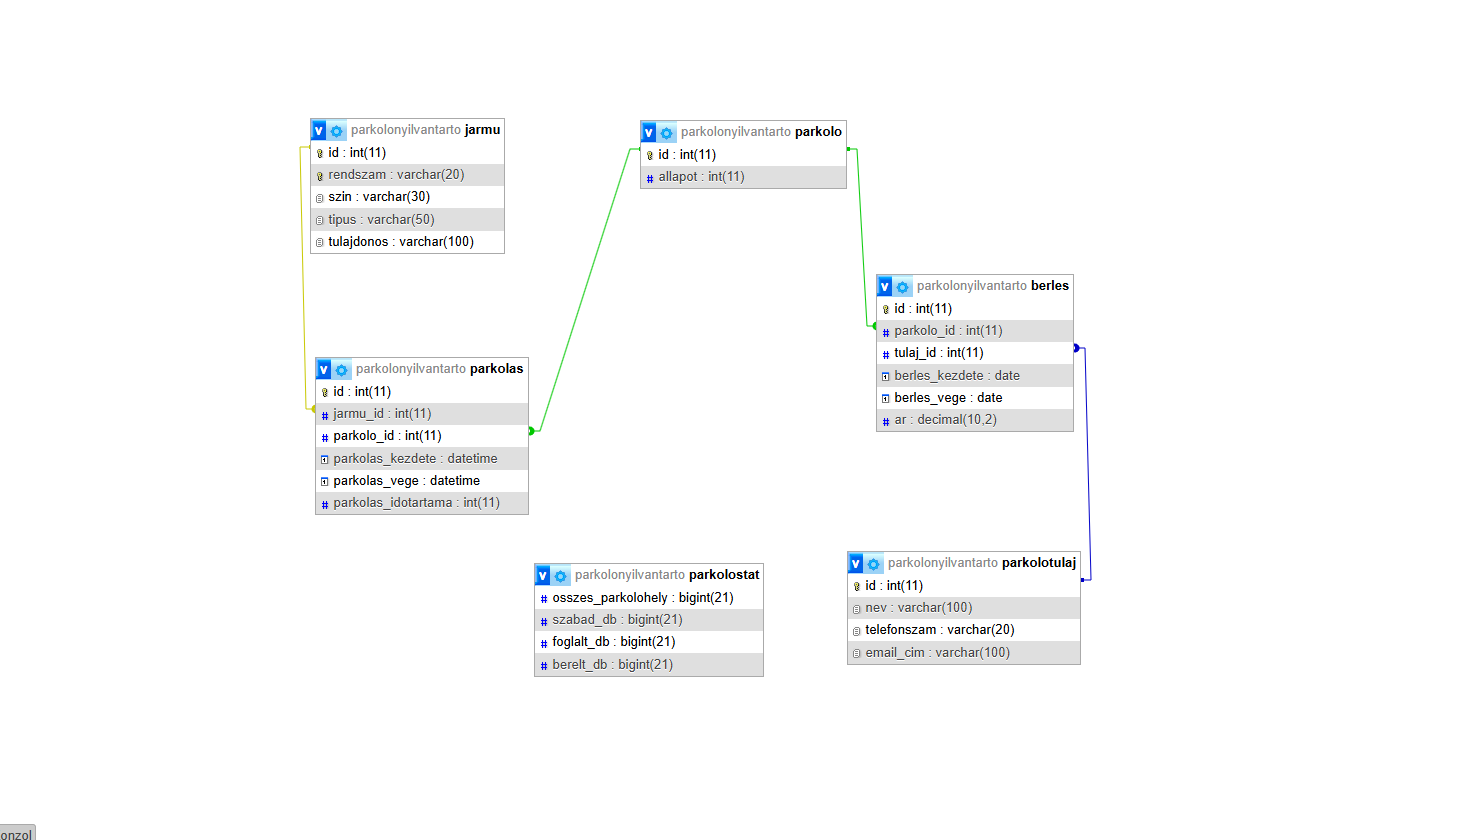 parkolonyilvantarto jarmu
id : int(11)
rendszam : varchar(20)
szin : varchar(30)
tipus : varchar(50)
tulajdonos : varchar(100)
parkolonyilvantarto parkolo
id : int(11)
allapot : int(11)
parkolonyilvantarto berles
id : int(11)
parkolo_id : int(11)
tulaj_id : int(11)
berles_kezdete : date
berles_vege : date
ar : decimal(10,2)
parkolonyilvantarto parkolas
id : int(11)
jarmu_id : int(11)
parkolo_id : int(11)
parkolas_kezdete : datetime
parkolas_vege : datetime
parkolas_idotartama : int(11)
parkolonyilvantarto parkolostat
osszes_parkolohely : bigint(21)
szabad_db : bigint(21)
foglalt_db : bigint(21)
berelt_db : bigint(21)
parkolonyilvantarto parkolotulaj
id : int(11)
nev : varchar(100)
telefonszam : varchar(20)
email_cim : varchar(100)
onzol